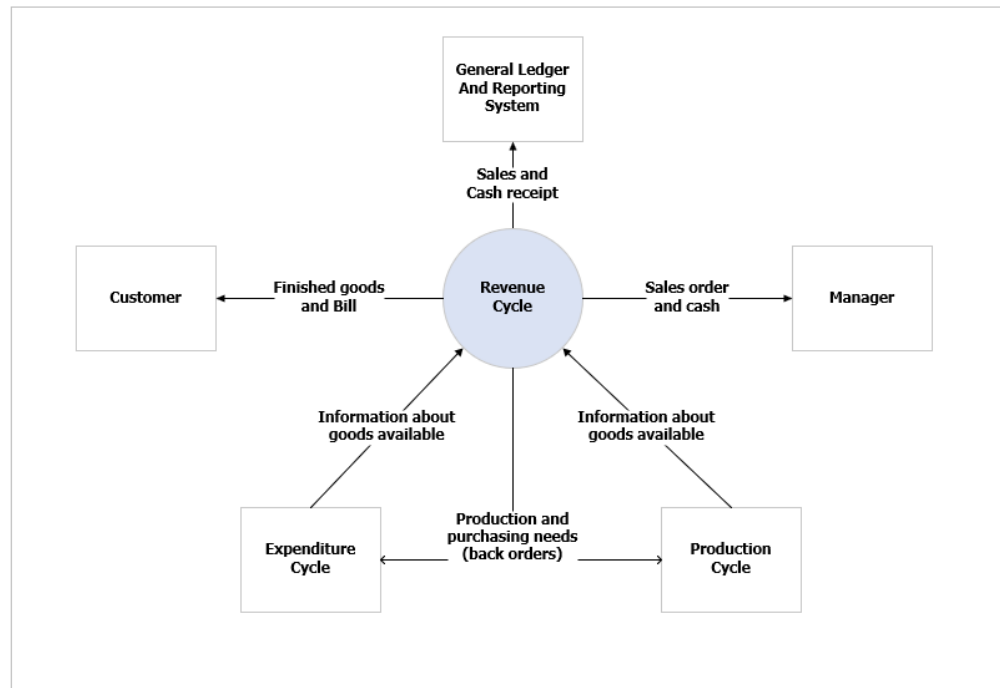 General Ledger
And Reporting
System
Sales and
Cash receipt
Customer
Finished goods
and Bill
Revenue
Cycle
Sales order
and cash
Manager
Information about
goods available
Information about
goods available
Expenditure
Cycle
Production and
purchasing needs
(back orders)
Production
Cycle